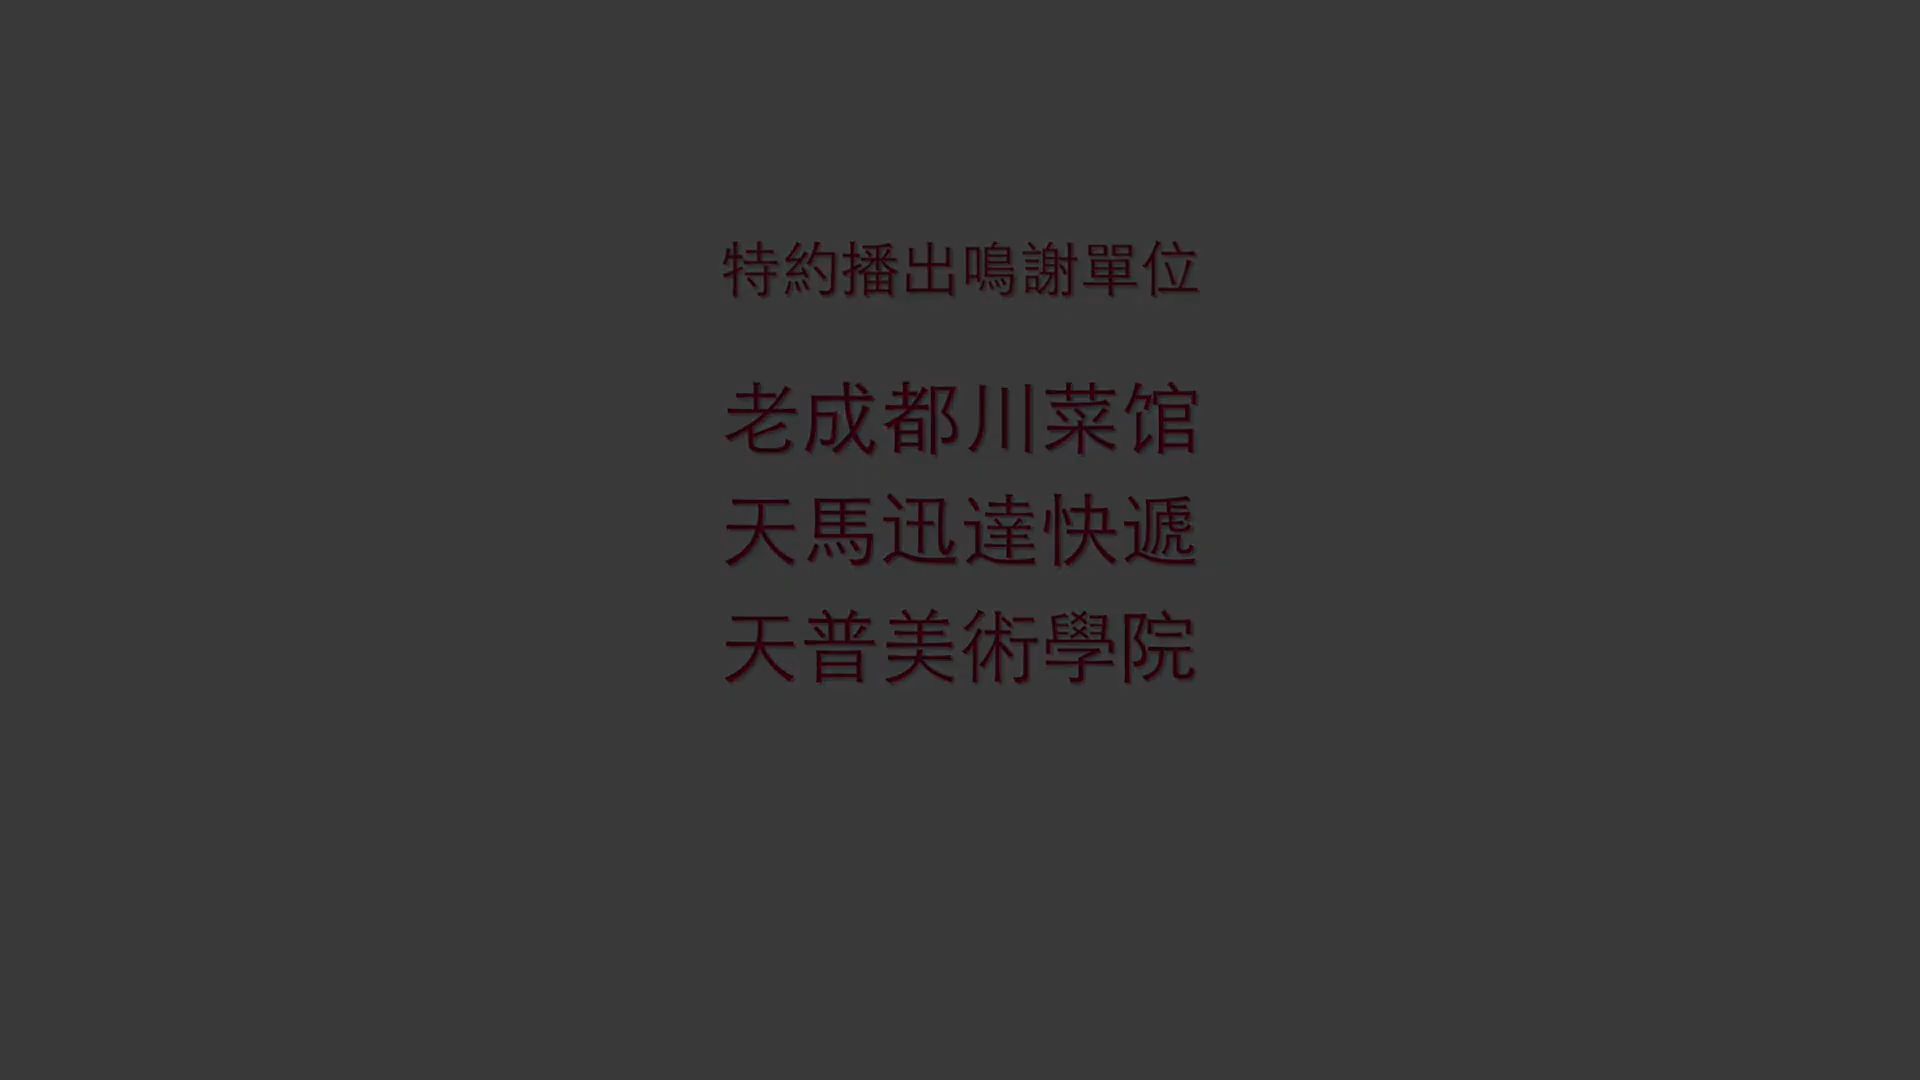 特約播出鳴謝單位
老成都川菜馆
天馬迅達快遞
天普美術學院